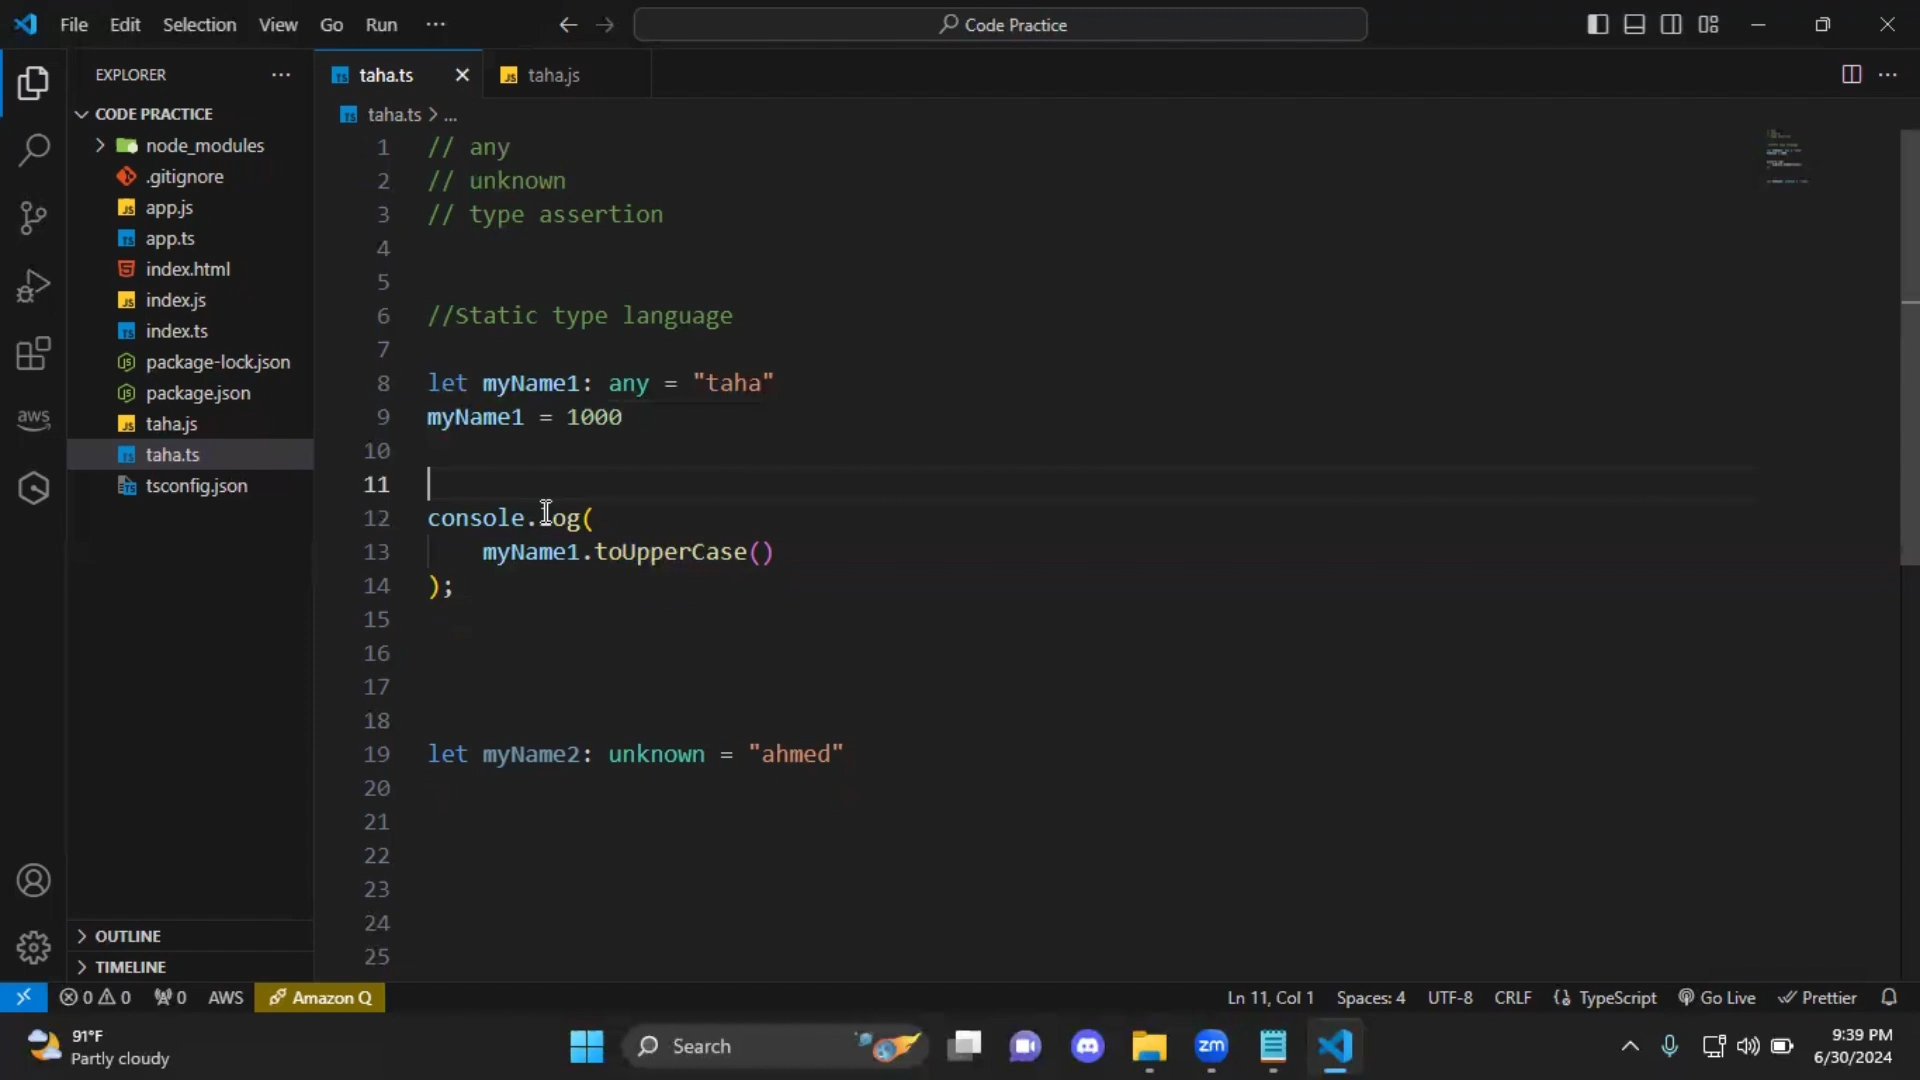 File Edit Selection View Go Run ··· Code Practice
EXPLORER ···
CODE PRACTICE
node_modules
.gitignore
app.js
app.ts
index.html
index.js
index.ts
package-lock.json
package.json
taha.js
taha.ts
tsconfig.json
OUTLINE
TIMELINE
aws
TS taha.ts JS taha.js
TS taha.ts > ...
1 // any
2 // unknown
3 // type assertion
4
5
6 //Static type language
7
8 let myName1: any = "taha"
9 myName1 = 1000
10
11
12 console.log(
13 myName1.toUpperCase()
14 );
15
16
17
18
19 let myName2: unknown = "ahmed"
20
21
22
23
24
25
0 0 0 AWS Amazon Q Ln 11, Col 1 Spaces: 4 UTF-8 CRLF {} TypeScript Go Live Prettier
91°F
Partly cloudy
Search
zm
9:39 PM
6/30/2024